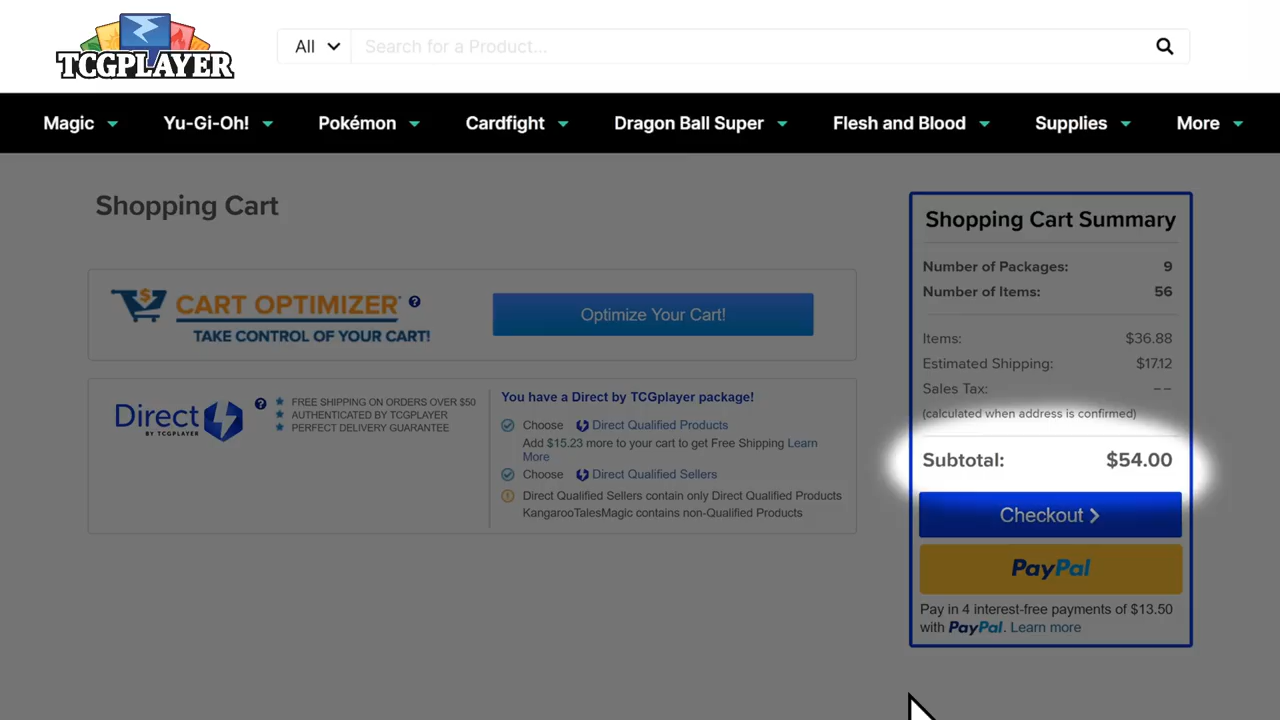 TCGPLAYER
All
Search for a Product...
Magic
Yu-Gi-Oh!
Pokémon
Cardfight
Dragon Ball Super
Flesh and Blood
Supplies
More
Shopping Cart
CART OPTIMIZER
?
TAKE CONTROL OF YOUR CART!
Optimize Your Cart!
Direct
BY TCGPLAYER
?
FREE SHIPPING ON ORDERS OVER $50
AUTHENTICATED BY TCGPLAYER
PERFECT DELIVERY GUARANTEE
You have a Direct by TCGplayer package!
Choose Direct Qualified Products
Add $15.23 more to your cart to get Free Shipping Learn
More
Choose Direct Qualified Sellers
Direct Qualified Sellers contain only Direct Qualified Products
KangarooTalesMagic contains non-Qualified Products
Shopping Cart Summary
Number of Packages: 9
Number of Items: 56
Items: $36.88
Estimated Shipping: $17.12
Sales Tax: --
(calculated when address is confirmed)
Subtotal: $54.00
Checkout
PayPal
Pay in 4 interest-free payments of $13.50
with PayPal. Learn more